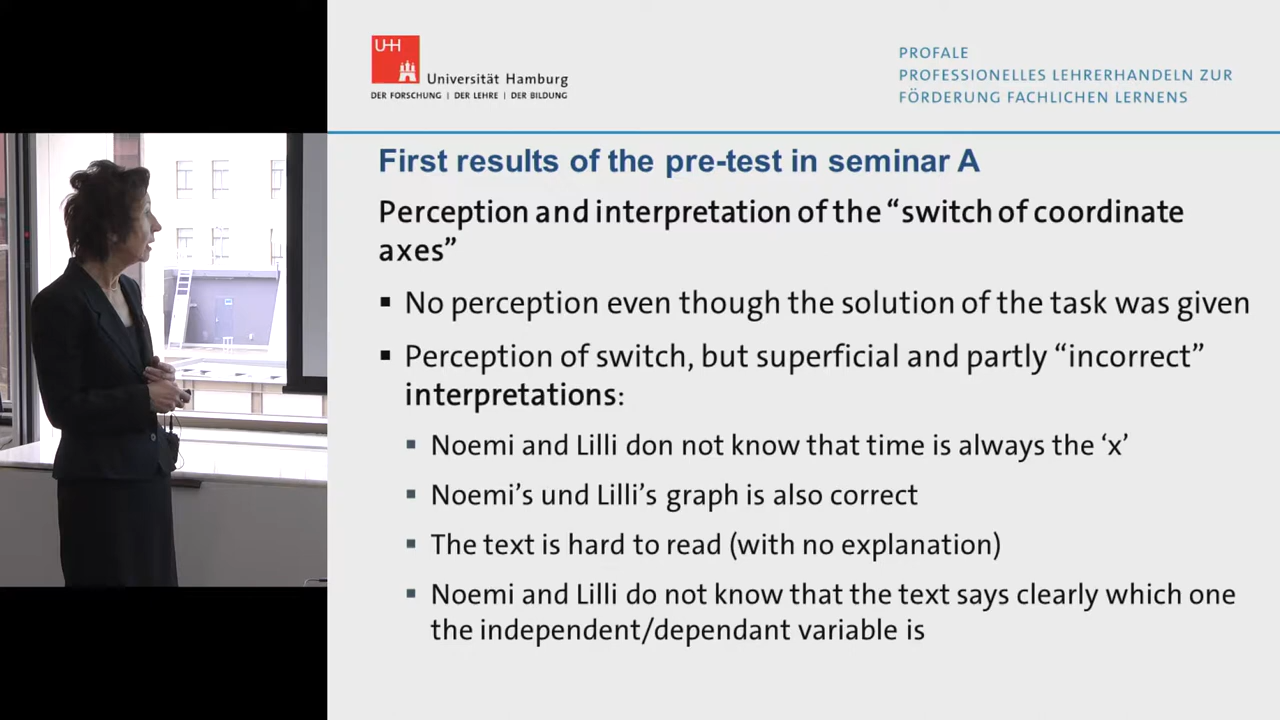 UHH
Universität Hamburg
DER FORSCHUNG | DER LEHRE | DER BILDUNG
PROFALE
PROFESSIONELLES LEHRERHANDELN ZUR
FÖRDERUNG FACHLICHEN LERNENS
First results of the pre-test in seminar A
Perception and interpretation of the “switch of coordinate
axes”
▪ No perception even though the solution of the task was given
▪ Perception of switch, but superficial and partly “incorrect”
interpretations:
▪ Noemi and Lilli don not know that time is always the ‘x’
▪ Noemi’s und Lilli’s graph is also correct
▪ The text is hard to read (with no explanation)
▪ Noemi and Lilli do not know that the text says clearly which one
the independent/dependant variable is